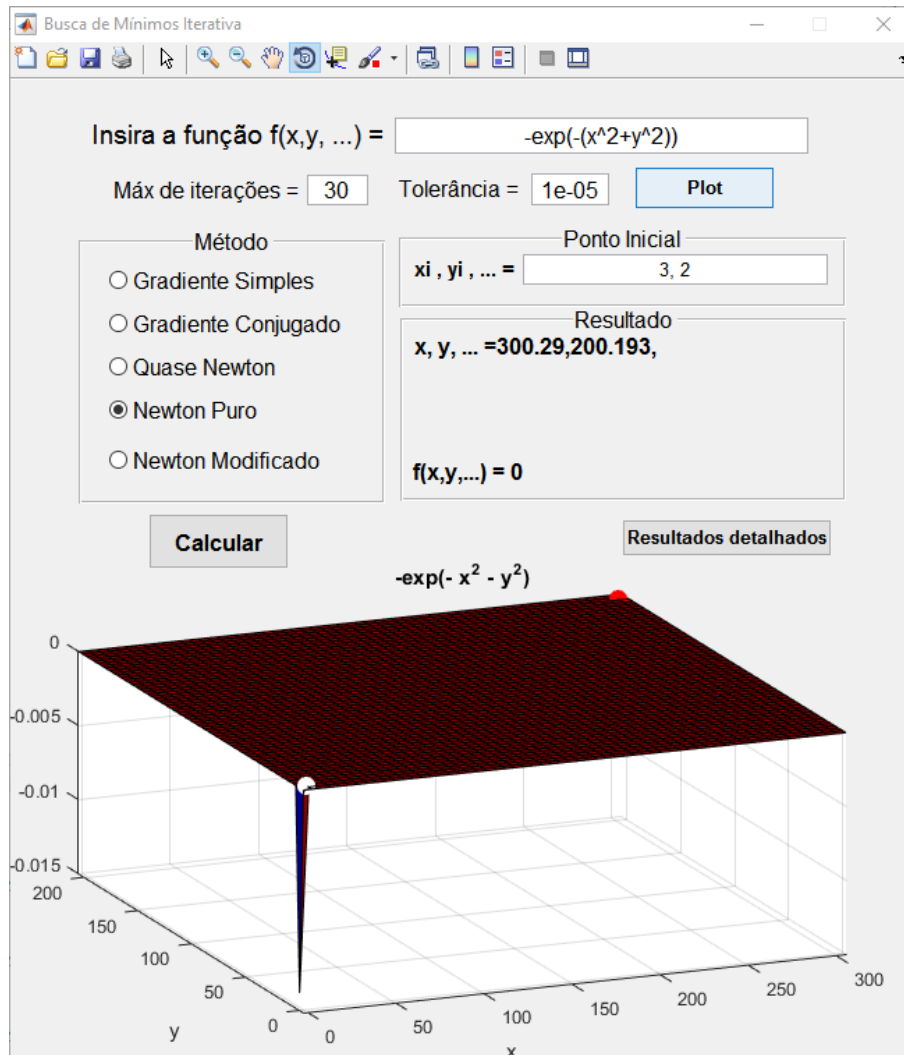 Busca de Mínimos Iterativa
Insira a função f(x,y, ...) = -exp(-(x^2+y^2))
Máx de iterações = 30 Tolerância = 1e-05 Plot
Método
Gradiente Simples
Gradiente Conjugado
Quase Newton
Newton Puro
Newton Modificado
Ponto Inicial
xi , yi , ... = 3, 2
Resultado
x, y, ... =300.29,200.193,
f(x,y,...) = 0
Calcular
Resultados detalhados
-exp(- x² - y²)
0
-0.005
-0.01
-0.015
200
150
100
50
0
y
0
50
100
150
200
250
300
x